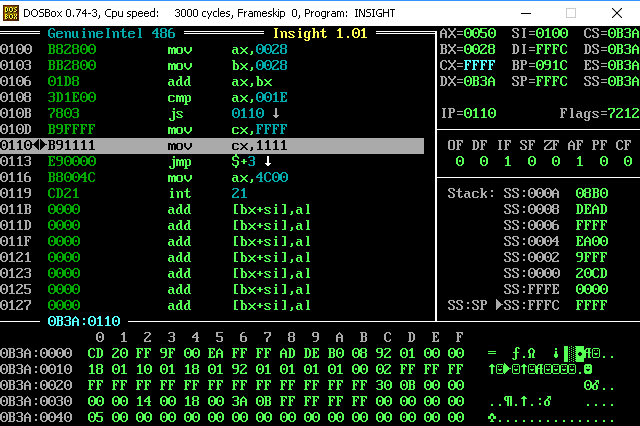 DOSBox 0.74-3, Cpu speed: 3000 cycles, Frameskip 0, Program: INSIGHT
GenuineIntel 486 Insight 1.01
AX=0050 SI=0100 CS=0B3A
0100 B82800 mov ax,0028
BX=0028 DI=FFFC DS=0B3A
0103 BB2800 mov bx,0028
CX=FFFF BP=091C ES=0B3A
0106 01D8 add ax,bx
DX=0B3A SP=FFFC SS=0B3A
0108 3D1E00 cmp ax,001E
010B 7803 js 0110 ↓
IP=0110 Flags=7212
010D B9FFFF mov cx,FFFF
0110◄►B91111 mov cx,1111
OF DF IF SF ZF AF PF CF
0113 E90000 jmp $+3 ↓
0 0 1 0 0 1 0 0
0116 B8004C mov ax,4C00
0119 CD21 int 21
Stack: SS:000A 08B0
011B 0000 add [bx+si],al
SS:0008 DEAD
011D 0000 add [bx+si],al
SS:0006 FFFF
011F 0000 add [bx+si],al
SS:0004 EA00
0121 0000 add [bx+si],al
SS:0002 9FFF
0123 0000 add [bx+si],al
SS:0000 20CD
0125 0000 add [bx+si],al
SS:FFFE 0000
0127 0000 add [bx+si],al
SS:SP ►SS:FFFC FFFF
0B3A:0110
0 1 2 3 4 5 6 7 8 9 A B C D E F
0B3A:0000 CD 20 FF 9F 00 EA FF FF AD DE B0 08 92 01 00 00
0B3A:0010 18 01 10 01 18 01 92 01 01 01 01 00 02 FF FF FF
0B3A:0020 FF FF FF FF FF FF FF FF FF FF FF FF 30 0B 00 00
0B3A:0030 00 00 14 00 18 00 3A 0B FF FF FF FF 00 00 00 00
0B3A:0040 05 00 00 00 00 00 00 00 00 00 00 00 00 00 00 00